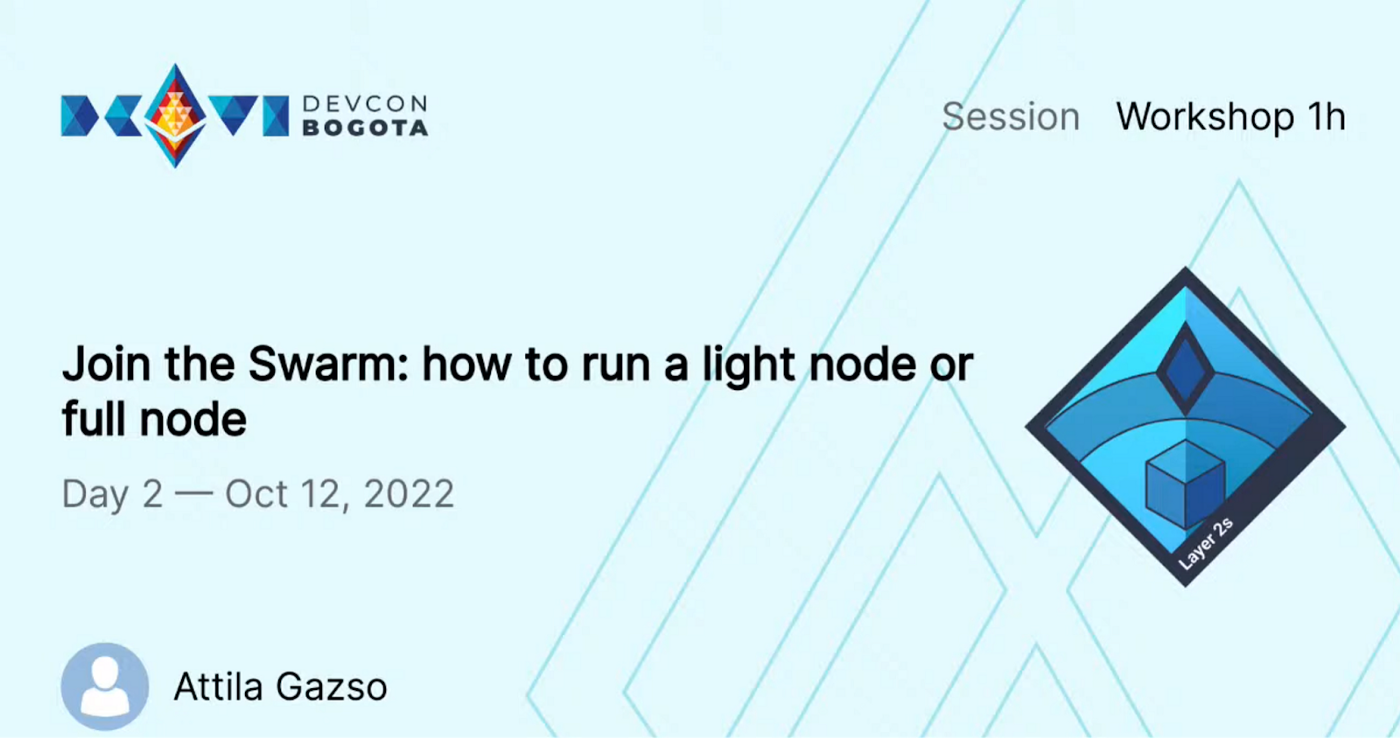 DEVCON
BOGOTA
Session Workshop 1h
Join the Swarm: how to run a light node or
full node
Day 2 — Oct 12, 2022
Layer 2s
Attila Gazso